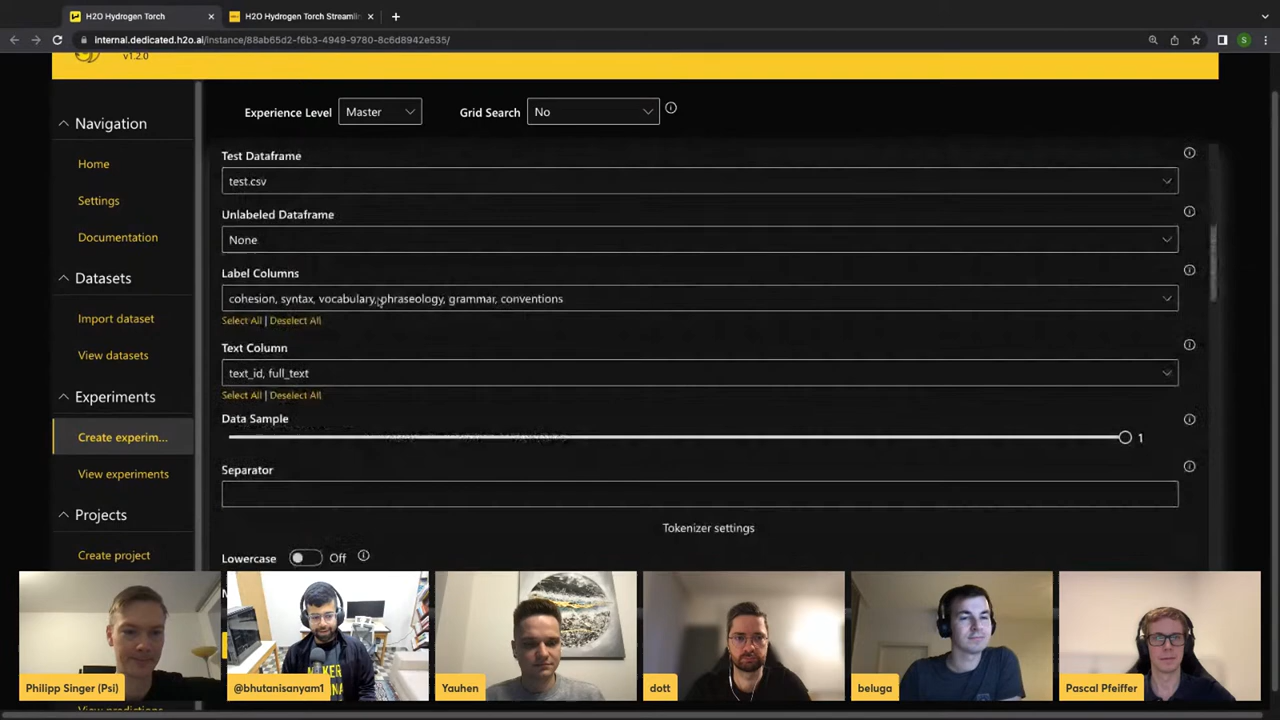 H2O Hydrogen Torch
H2O Hydrogen Torch Streamlin
internal.dedicated.h2o.ai/instance/88ab65d2-f6b3-4949-9780-8c6d8942e535/
S
v1.2.0
Navigation
Home
Settings
Documentation
Datasets
Import dataset
View datasets
Experiments
Create experim...
View experiments
Projects
Create project
View predictions
Experience Level Master Grid Search No
Test Dataframe
test.csv
Unlabeled Dataframe
None
Label Columns
cohesion, syntax, vocabulary, phraseology, grammar, conventions
Select All | Deselect All
Text Column
text_id, full_text
Select All | Deselect All
Data Sample
1
Separator
Tokenizer settings
Lowercase Off
Philipp Singer (Psi)
@bhutanisanyam1
Yauhen
dott
beluga
Pascal Pfeiffer